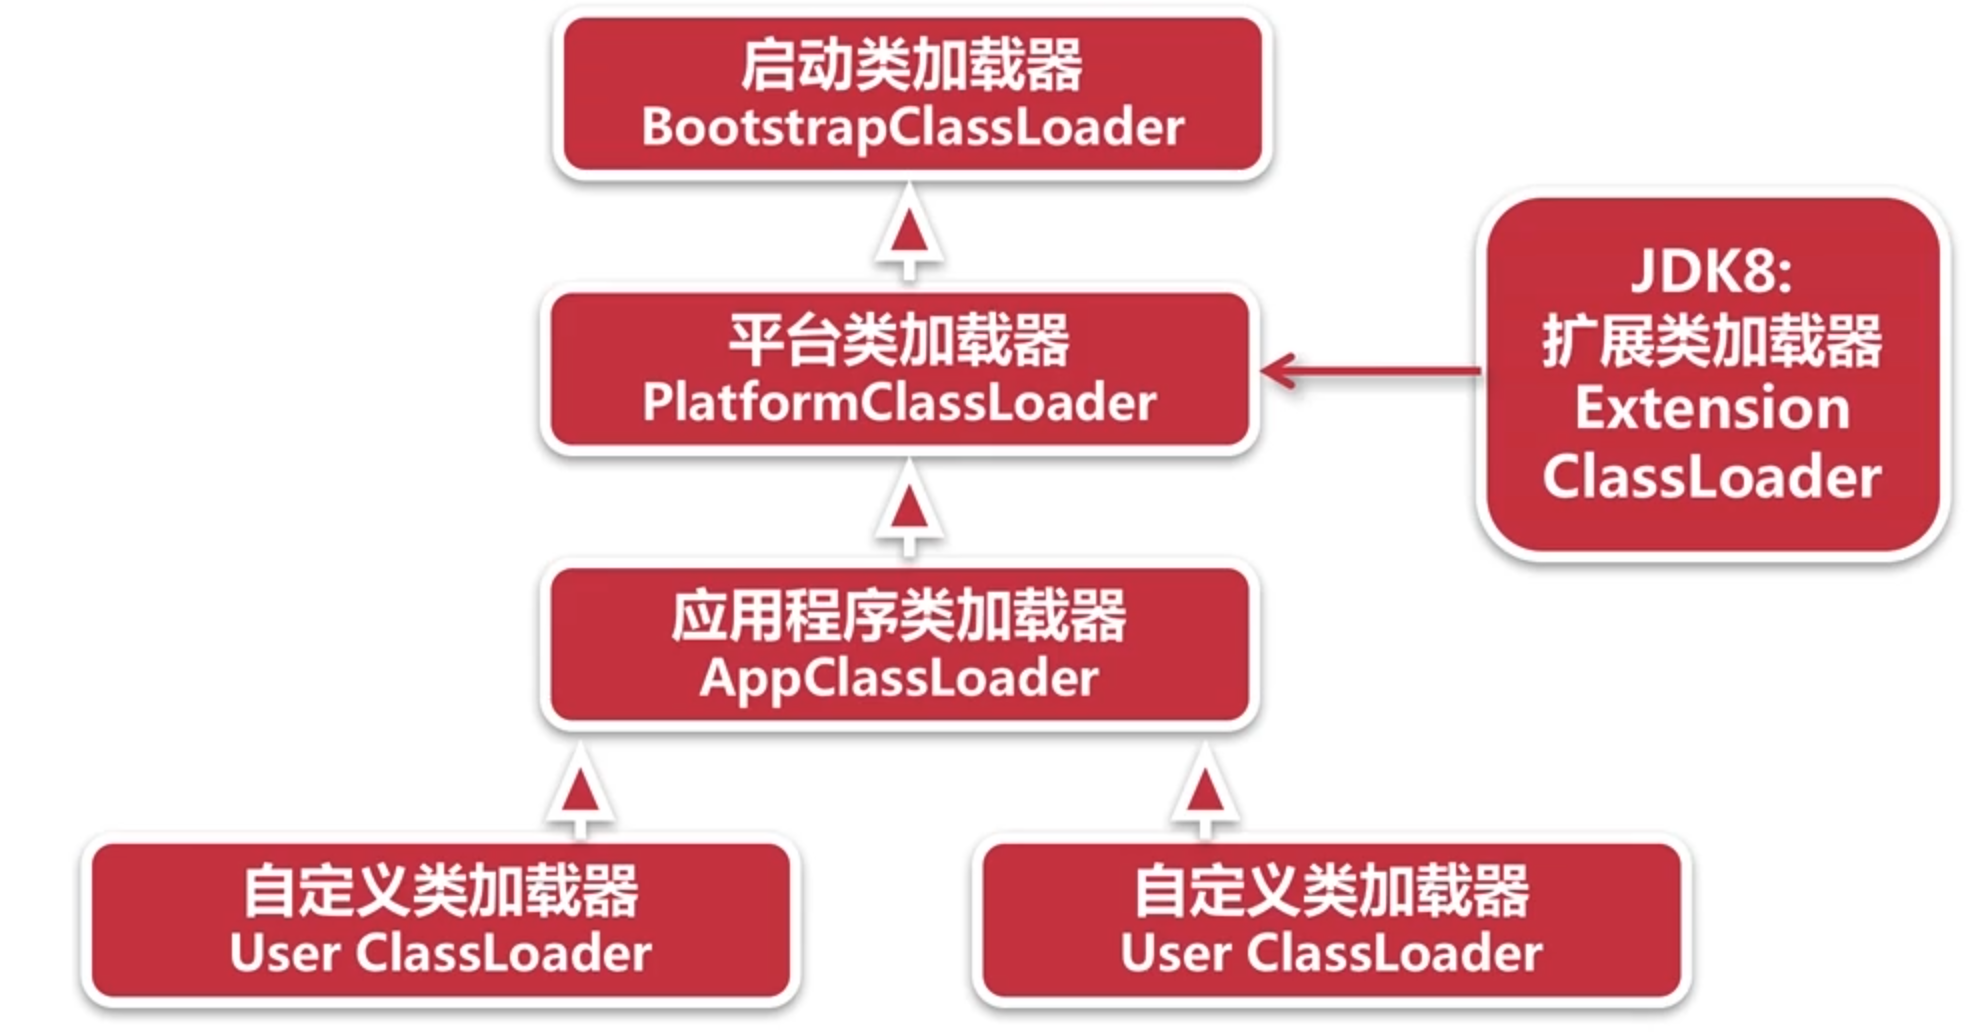 启动类加载器
BootstrapClassLoader
平台类加载器
PlatformClassLoader
JDK8:
扩展类加载器
Extension
ClassLoader
应用程序类加载器
AppClassLoader
自定义类加载器
User ClassLoader
自定义类加载器
User ClassLoader